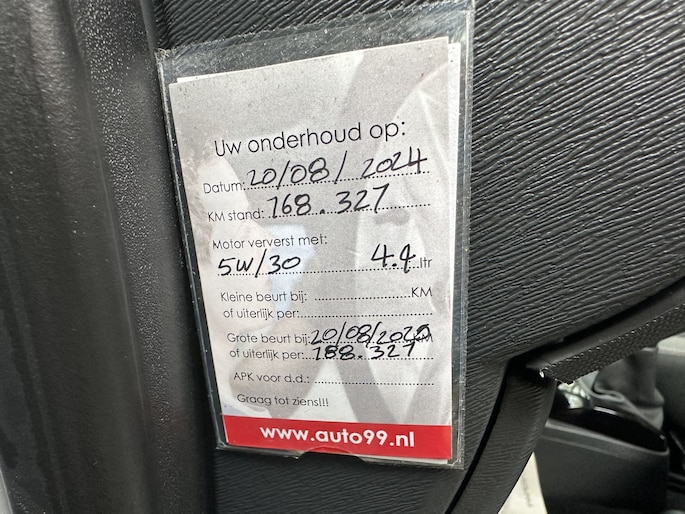 Uw onderhoud op:
Datum: 20/08/2024
KM stand: 168.327
Motor ververst met:
5W/30 4.4 ltr
Kleine beurt bij: KM
of uiterlijk per:
Grote beurt bij: 20/08/2025 KM
of uiterlijk per: 188.327
APK voor d.d.:
Graag tot ziens!!!
www.auto99.nl